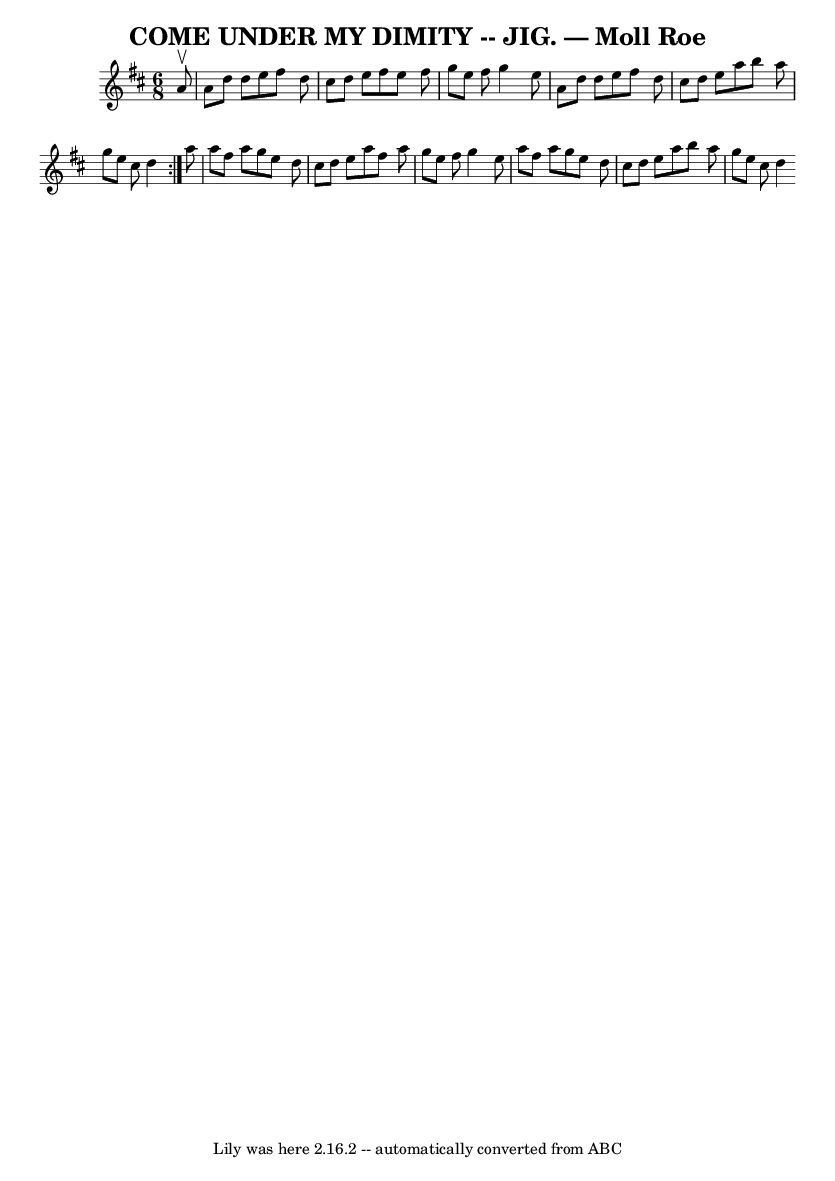 COME UNDER MY DIMITY -- JIG. — Moll Roe
6
8
Lily was here 2.16.2 -- automatically converted from ABC